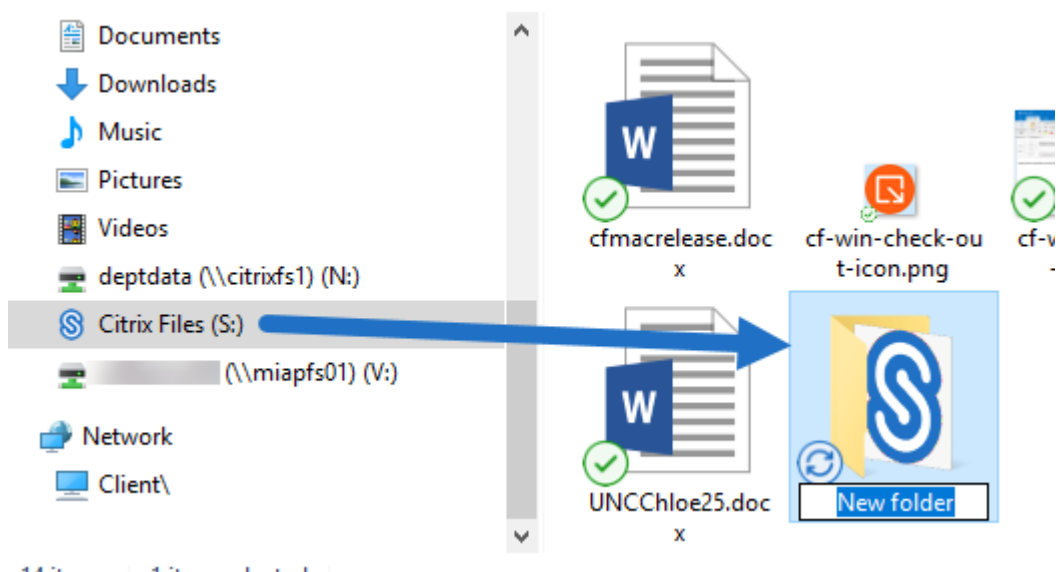 Documents
Downloads
Music
Pictures
Videos
deptdata (\\citrixfs1) (N:)
Citrix Files (S:)
(\\miapfs01) (V:)
Network
Client\
W
cfmacrelease.doc
x
cf-win-check-ou
t-icon.png
W
UNCChloe25.doc
x
S
New folder